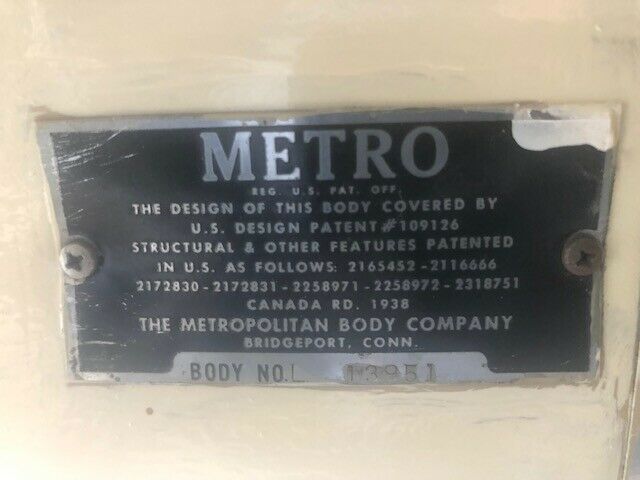 METRO
REG. U.S. PAT. OFF.
THE DESIGN OF THIS BODY COVERED BY
U.S. DESIGN PATENT #109126
STRUCTURAL & OTHER FEATURES PATENTED
IN U.S. AS FOLLOWS: 2165452 - 2116666
2172830 - 2172831 - 2258971 - 2258972 - 2318751
CANADA RD. 1938
THE METROPOLITAN BODY COMPANY
BRIDGEPORT, CONN.
BODY NO. L 13951